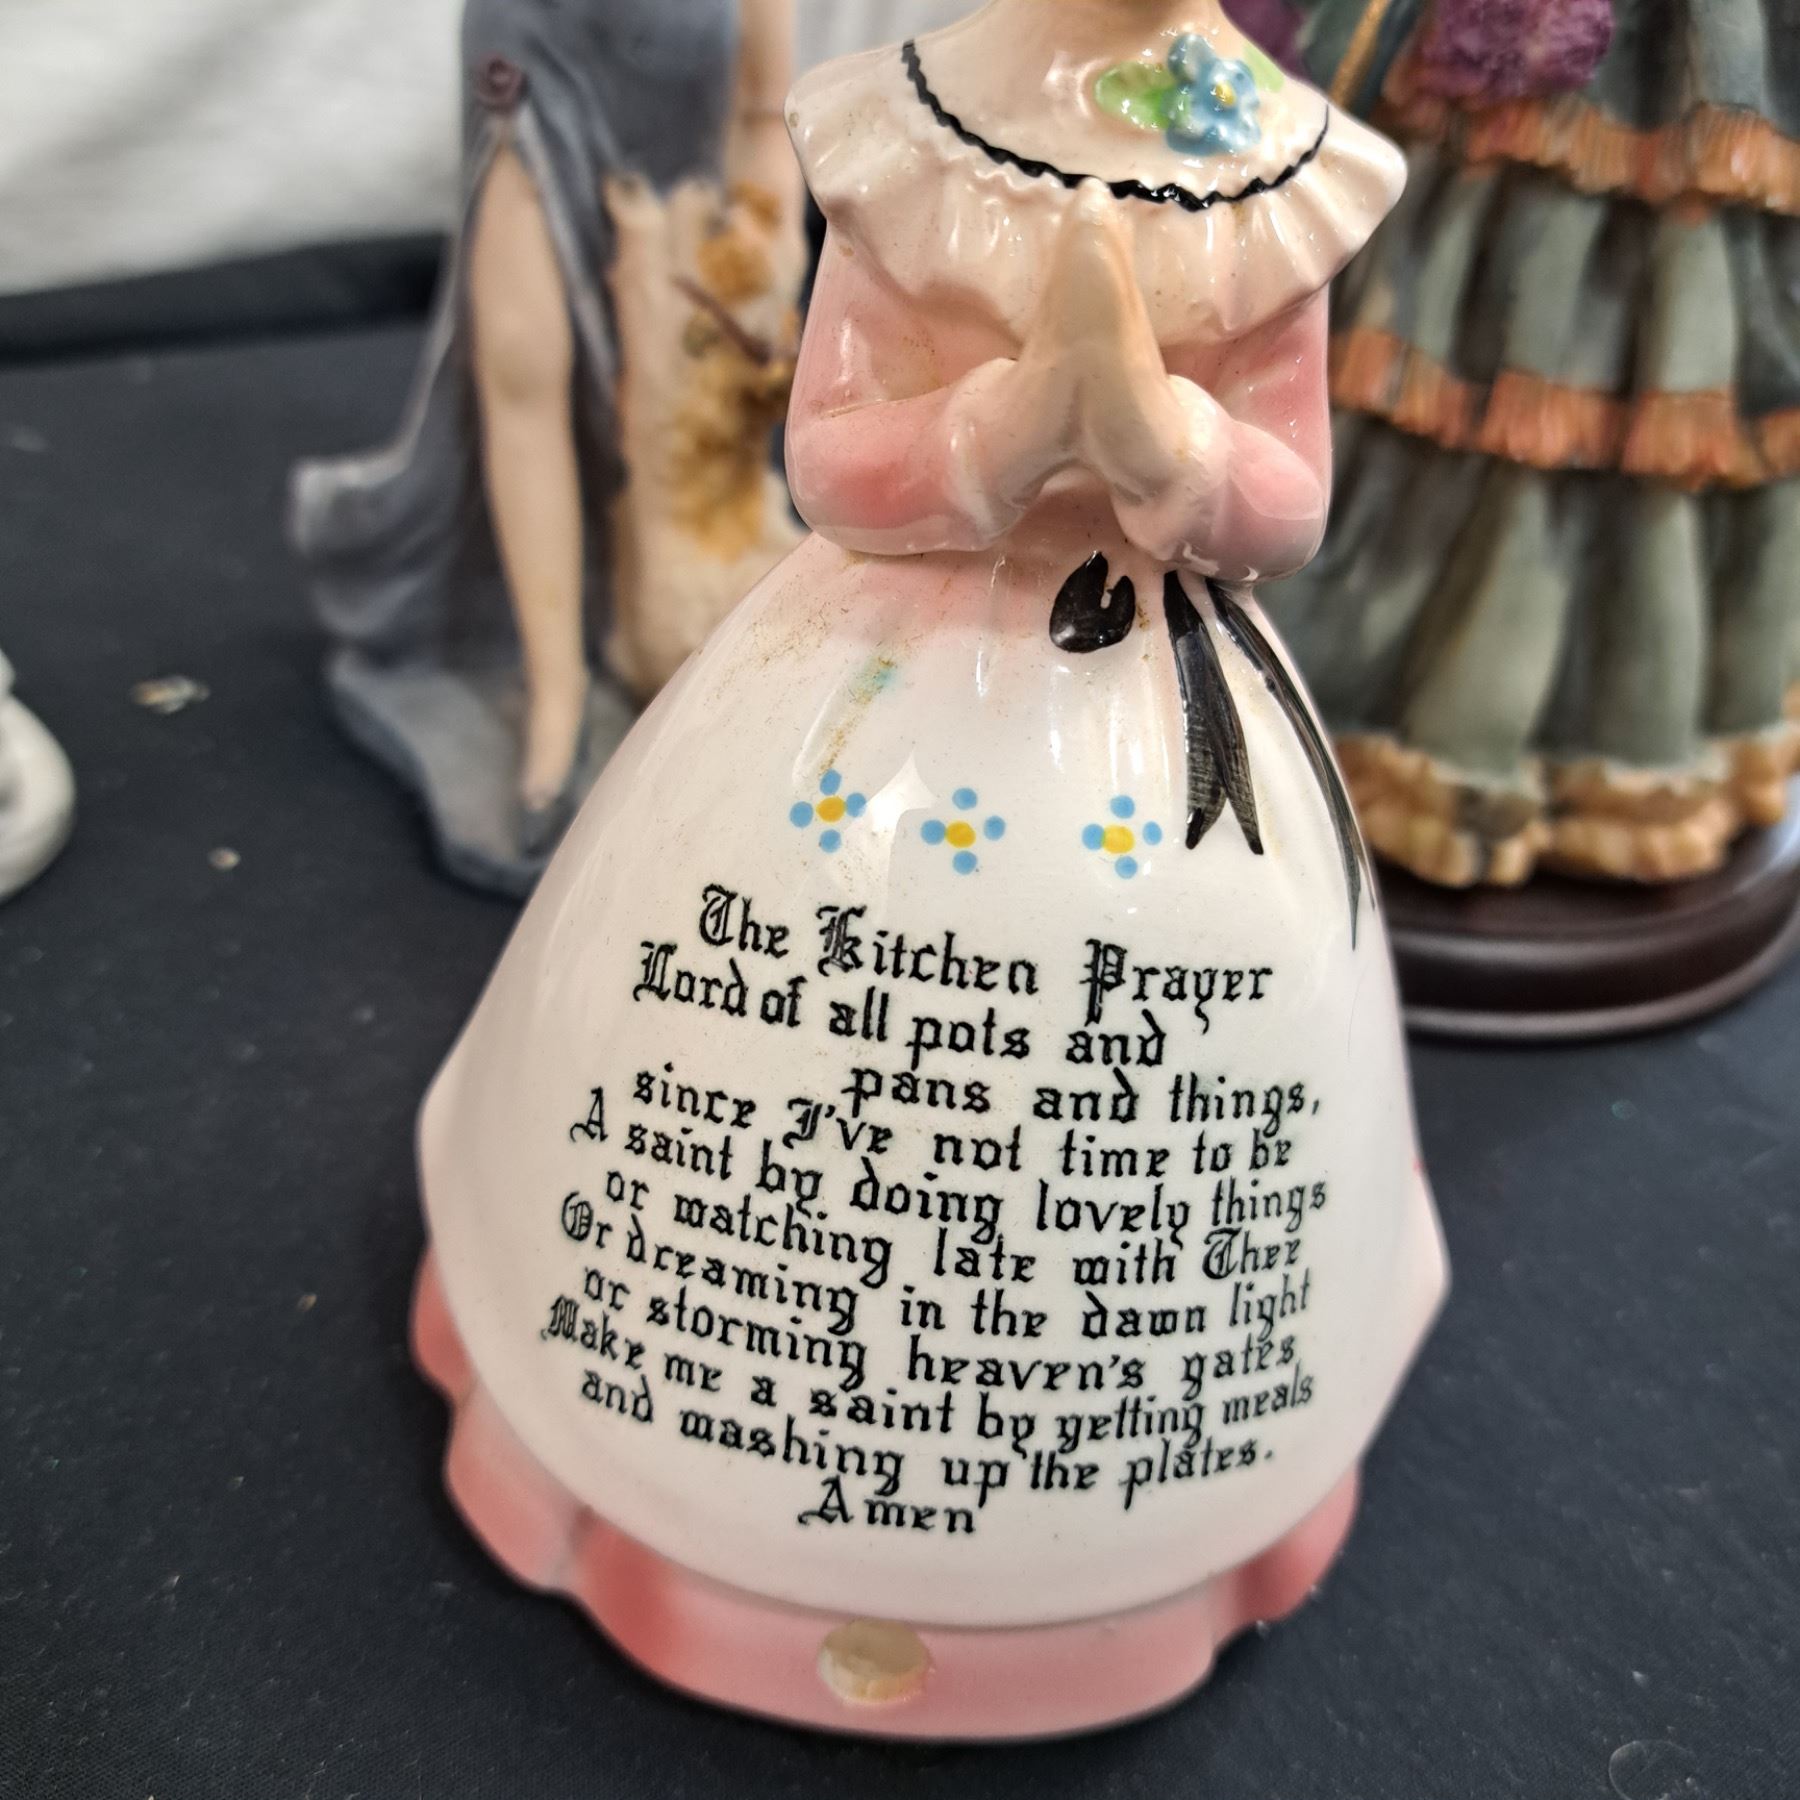 The Kitchen Prayer
Lord of all pots and
pans and things,
since I've not time to be
A saint by doing lovely things
or watching late with Thee
Or dreaming in the dawn light
or storming heaven's gates
Make me a saint by getting meals
and washing up the plates.
Amen